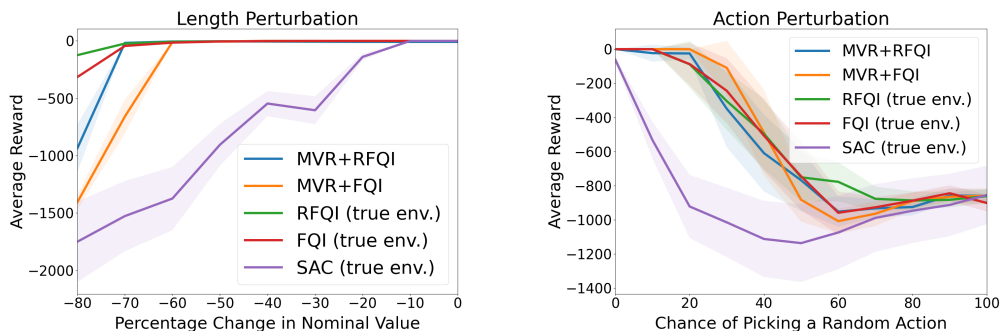 Length Perturbation
Average Reward
0
−500
−1000
−1500
−2000
−80 −70 −60 −50 −40 −30 −20 −10 0
Percentage Change in Nominal Value
MVR+RFQI
MVR+FQI
RFQI (true env.)
FQI (true env.)
SAC (true env.)
Action Perturbation
Average Reward
0
−200
−400
−600
−800
−1000
−1200
−1400
0 20 40 60 80 100
Chance of Picking a Random Action
MVR+RFQI
MVR+FQI
RFQI (true env.)
FQI (true env.)
SAC (true env.)